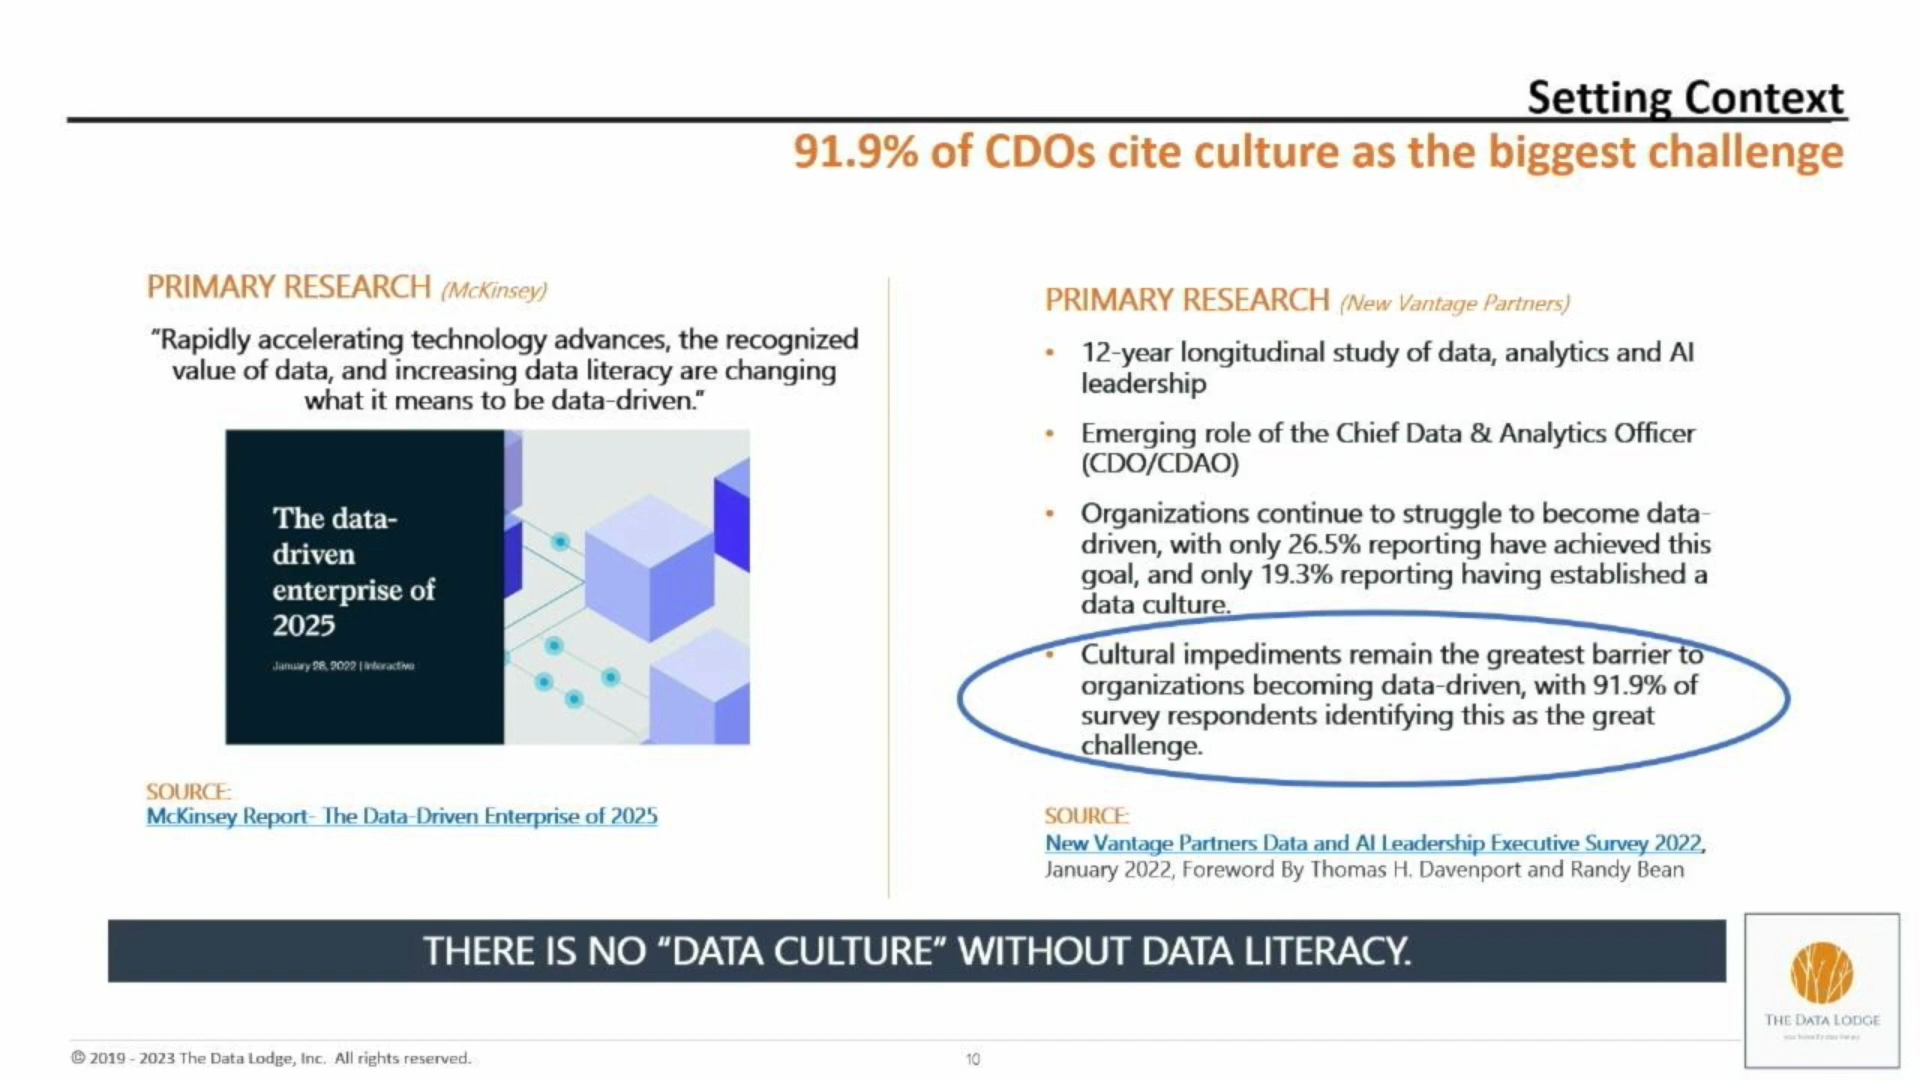 Setting Context
91.9% of CDOs cite culture as the biggest challenge
PRIMARY RESEARCH (McKinsey)
"Rapidly accelerating technology advances, the recognized
value of data, and increasing data literacy are changing
what it means to be data-driven."
The data-
driven
enterprise of
2025
January 28, 2022 | Interactive
SOURCE:
McKinsey Report- The Data-Driven Enterprise of 2025
PRIMARY RESEARCH (New Vantage Partners)
• 12-year longitudinal study of data, analytics and AI
leadership
• Emerging role of the Chief Data & Analytics Officer
(CDO/CDAO)
• Organizations continue to struggle to become data-
driven, with only 26.5% reporting have achieved this
goal, and only 19.3% reporting having established a
data culture.
• Cultural impediments remain the greatest barrier to
organizations becoming data-driven, with 91.9% of
survey respondents identifying this as the great
challenge.
SOURCE:
New Vantage Partners Data and AI Leadership Executive Survey 2022,
January 2022, Foreword By Thomas H. Davenport and Randy Bean
THERE IS NO "DATA CULTURE" WITHOUT DATA LITERACY.
THE DATA LODGE
© 2019 - 2023 The Data Lodge, Inc. All rights reserved.
10